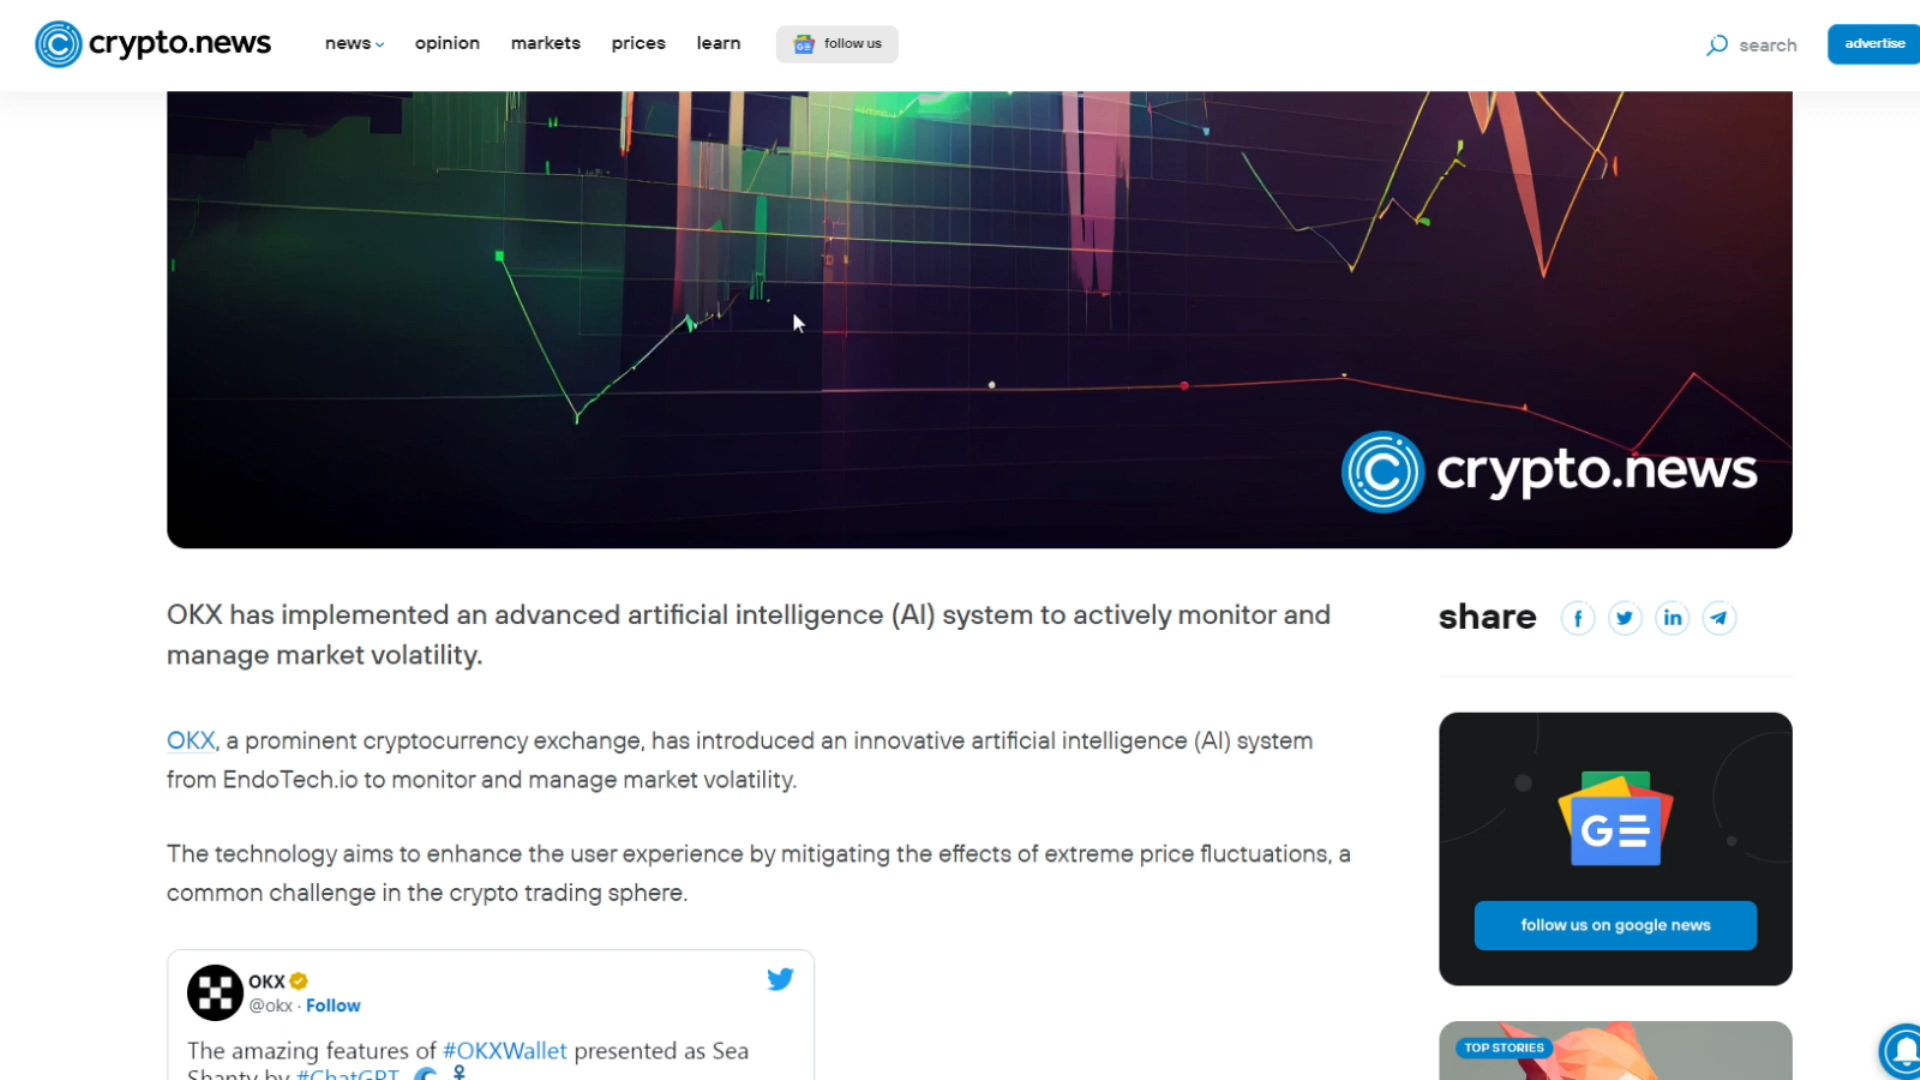 crypto.news
news
opinion
markets
prices
learn
GE
follow us
search
advertise
crypto.news
OKX has implemented an advanced artificial intelligence (AI) system to actively monitor and
manage market volatility.
share
OKX, a prominent cryptocurrency exchange, has introduced an innovative artificial intelligence (AI) system
from EndoTech.io to monitor and manage market volatility.
The technology aims to enhance the user experience by mitigating the effects of extreme price fluctuations, a
common challenge in the crypto trading sphere.
follow us on google news
OKX
@okx · Follow
The amazing features of #OKXWallet presented as Sea
Shanty by #ChatGPT
TOP STORIES